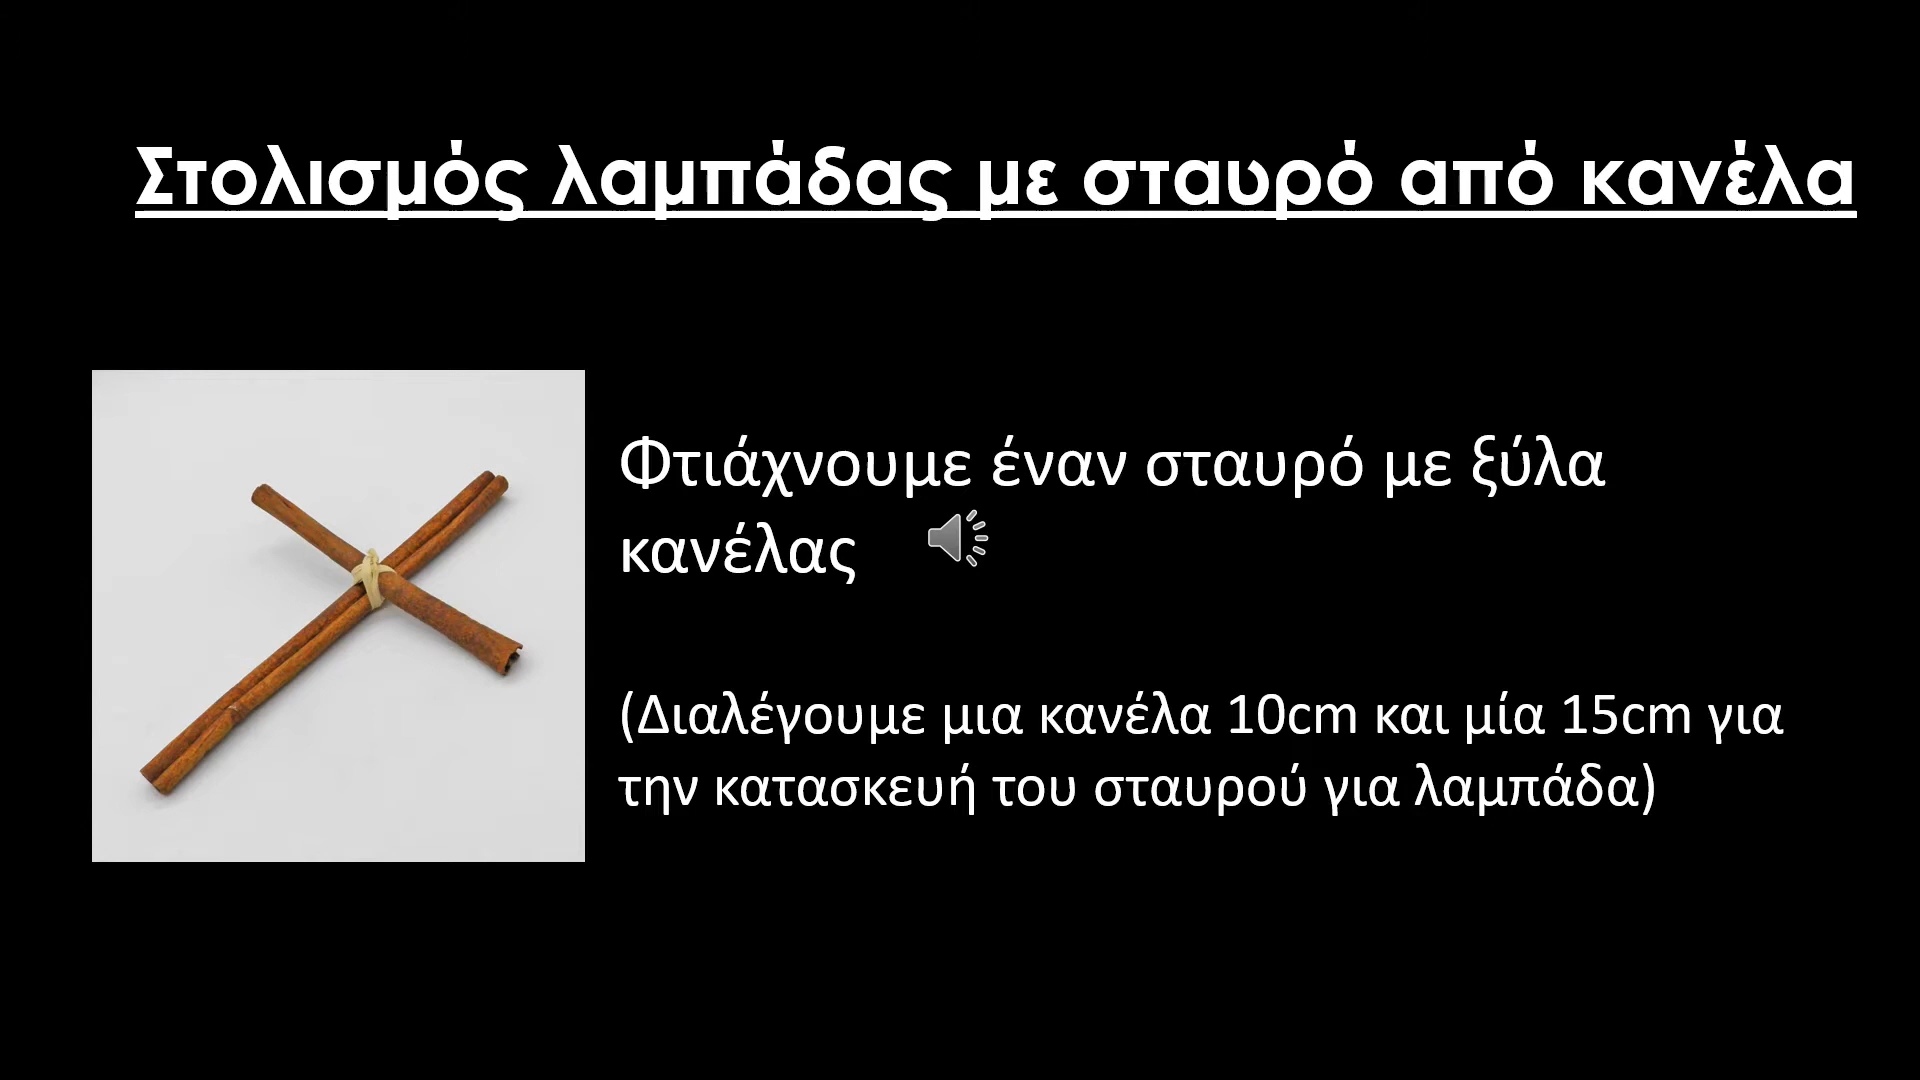 Στολισμός λαμπάδας με σταυρό από κανέλα
Φτιάχνουμε έναν σταυρό με ξύλα
κανέλας
(Διαλέγουμε μια κανέλα 10cm και μία 15cm για
την κατασκευή του σταυρού για λαμπάδα)